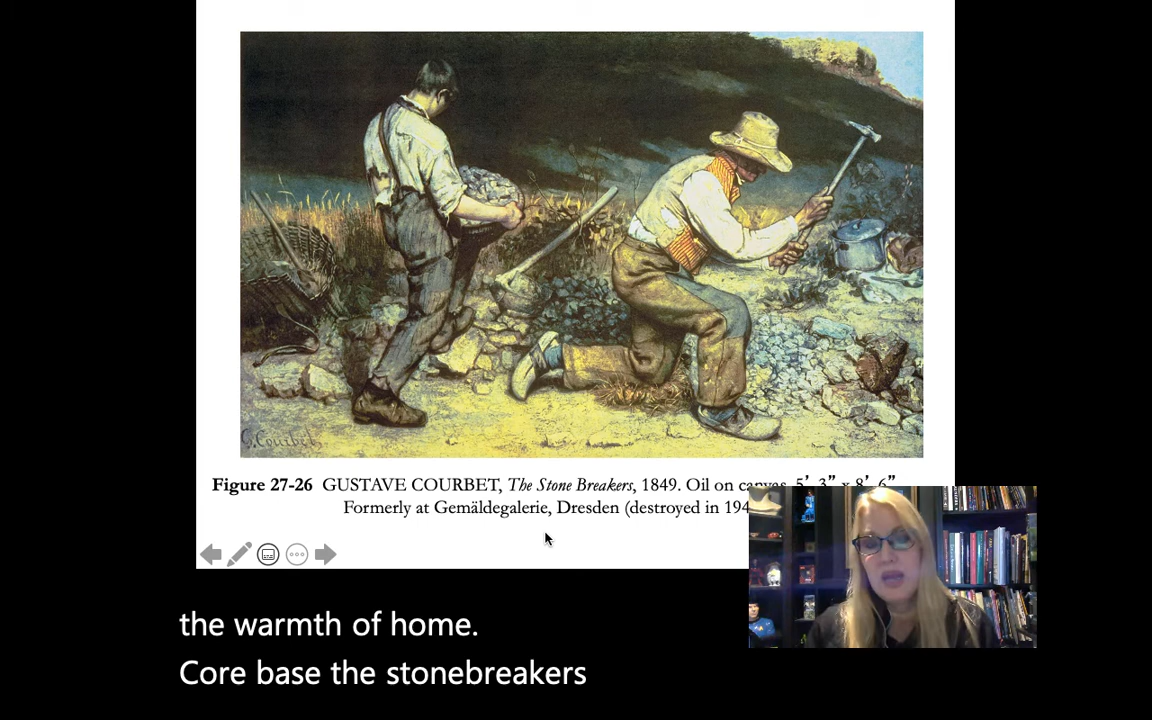 G. Courbet.
Figure 27-26 GUSTAVE COURBET, The Stone Breakers, 1849. Oil on canvas, 5’ 3” x 8’ 6”
Formerly at Gemäldegalerie, Dresden (destroyed in 194
the warmth of home.
Core base the stonebreakers